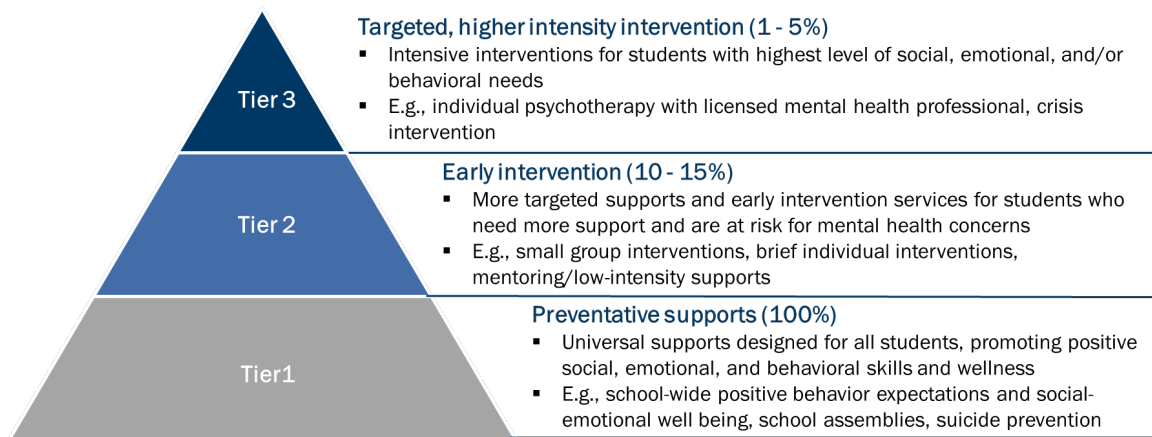 Targeted, higher intensity intervention (1 - 5%)
▪ Intensive interventions for students with highest level of social, emotional, and/or
behavioral needs
▪ E.g., individual psychotherapy with licensed mental health professional, crisis
intervention
Tier 3
Early intervention (10 - 15%)
▪ More targeted supports and early intervention services for students who
need more support and are at risk for mental health concerns
▪ E.g., small group interventions, brief individual interventions,
mentoring/low-intensity supports
Tier 2
Preventative supports (100%)
▪ Universal supports designed for all students, promoting positive
social, emotional, and behavioral skills and wellness
▪ E.g., school-wide positive behavior expectations and social-
emotional well being, school assemblies, suicide prevention
Tier1